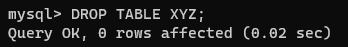 mysql> DROP TABLE XYZ;
Query OK, 0 rows affected (0.02 sec)